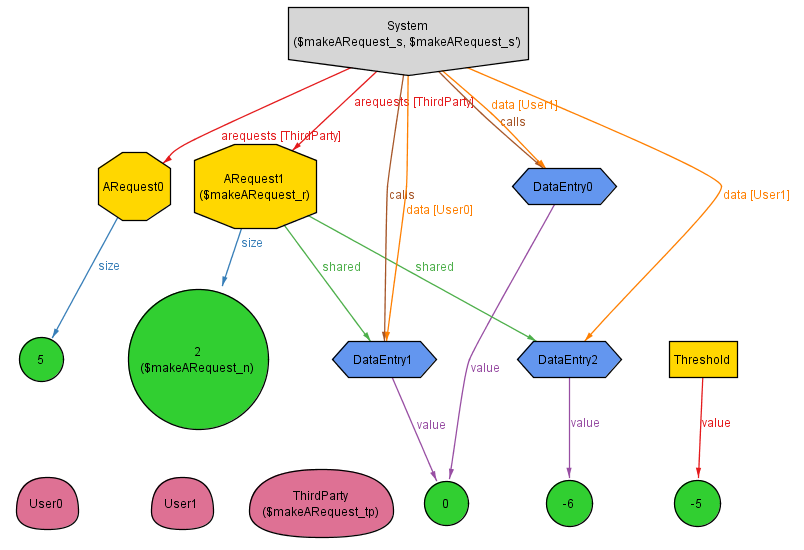 System
($makeARequest_s, $makeARequest_s')
arequests [ThirdParty]
data [User1]
calls
arequests [ThirdParty]
ARequest0
ARequest1
($makeARequest_r)
DataEntry0
calls
data [User0]
data [User1]
size
size
shared
shared
5
2
($makeARequest_n)
DataEntry1
DataEntry2
Threshold
value
value
value
value
User0
User1
ThirdParty
($makeARequest_tp)
0
-6
-5